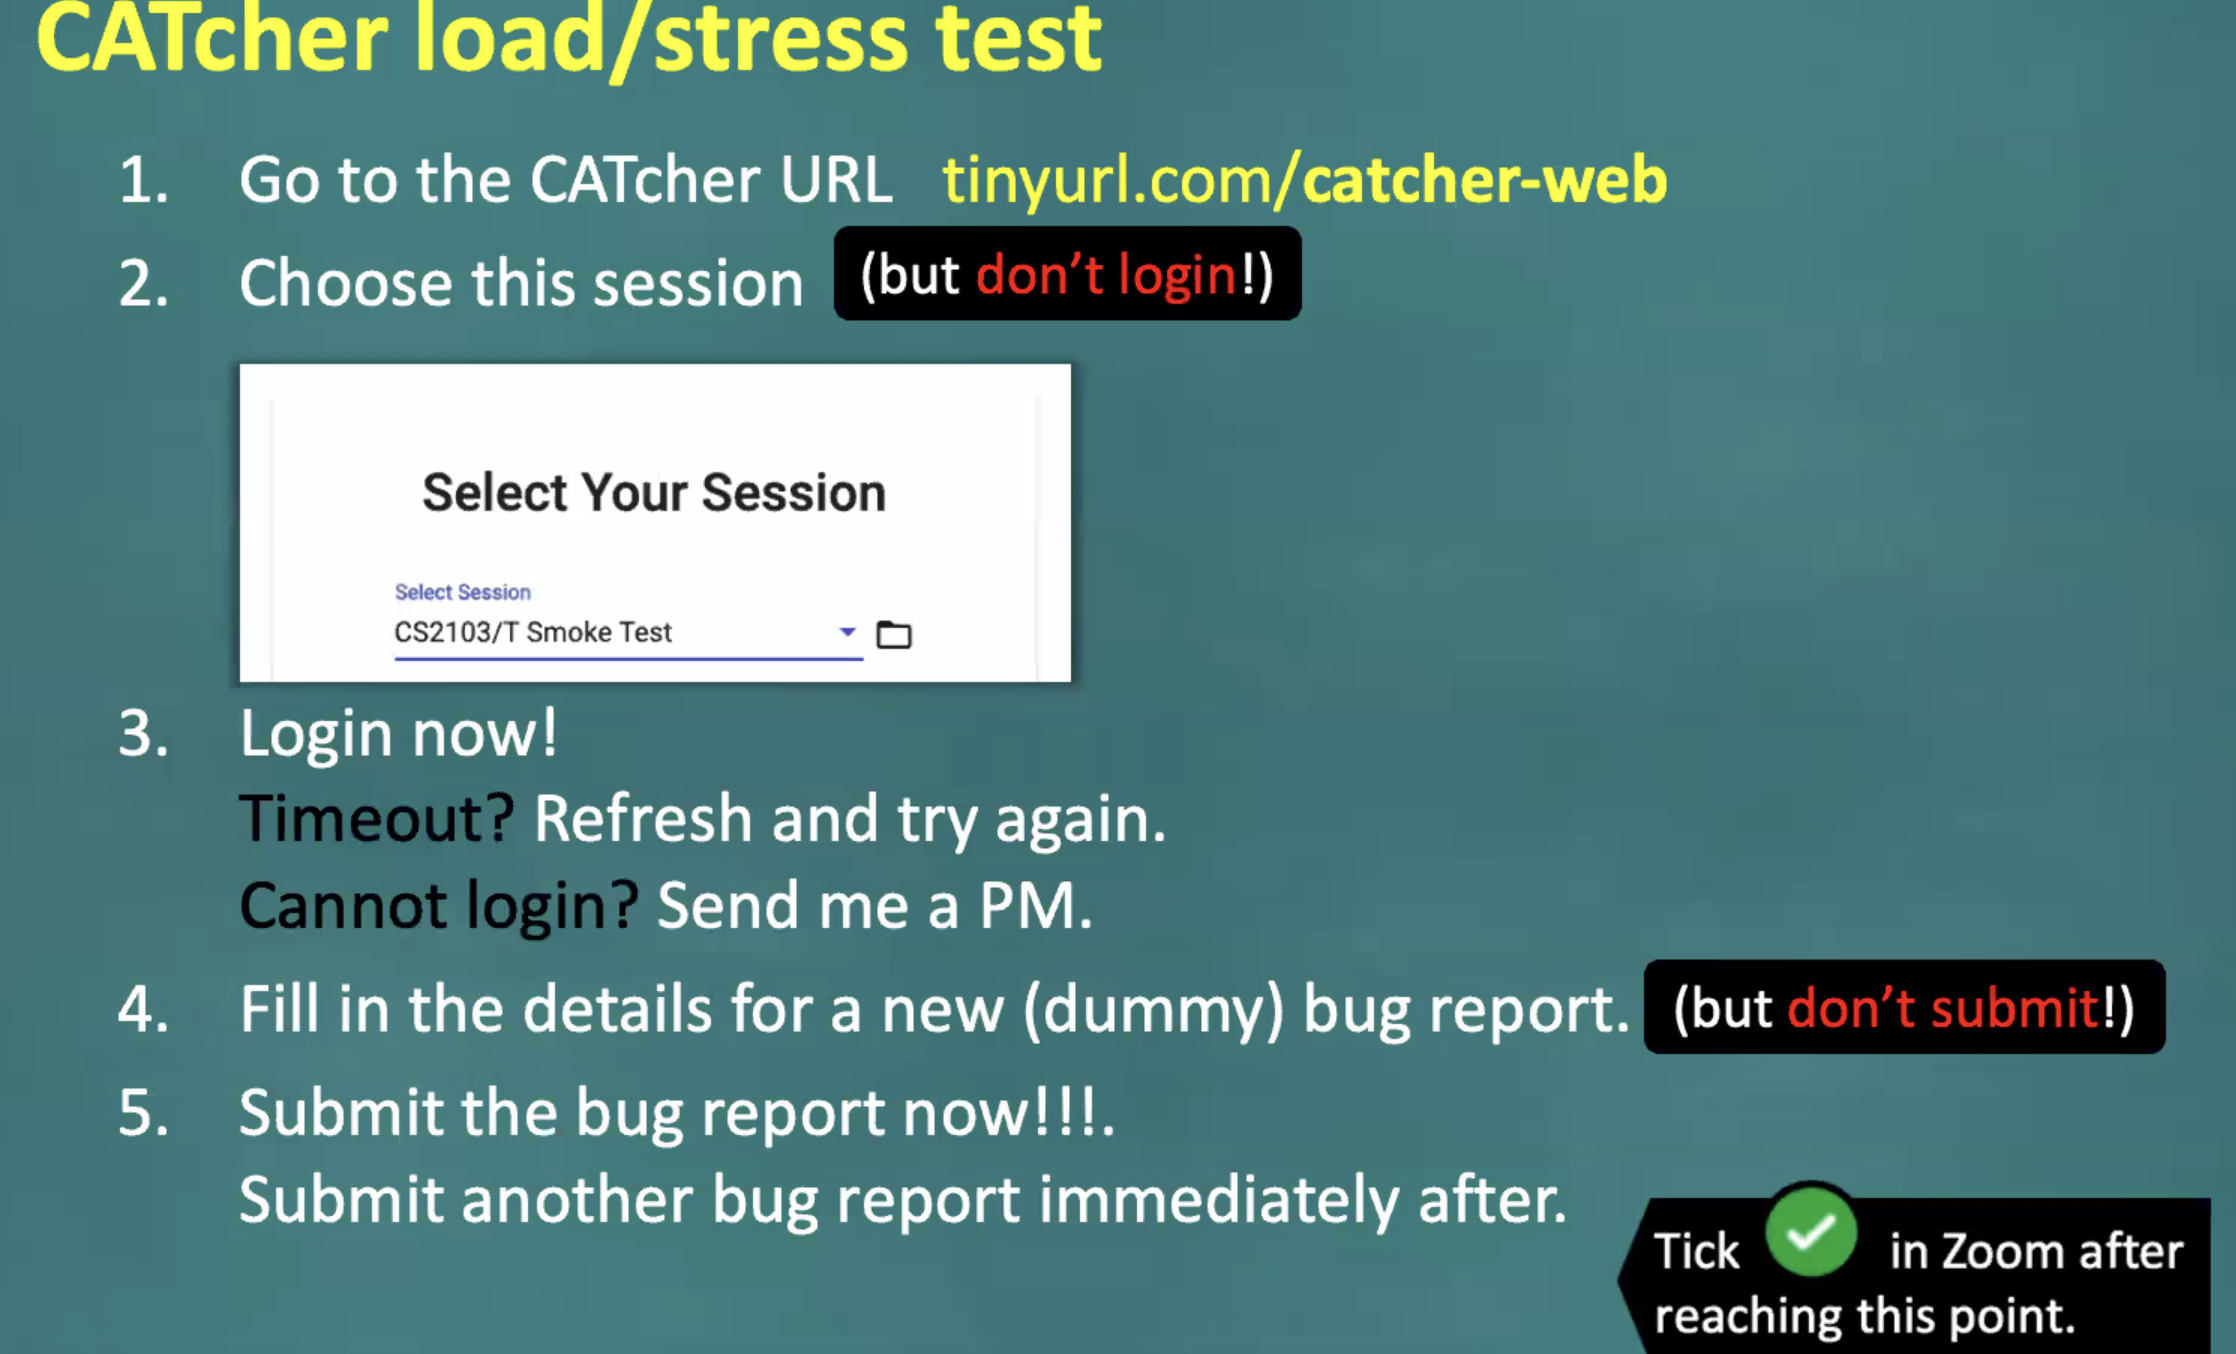 CATcher load/stress test
1. Go to the CATcher URL tinyurl.com/catcher-web
2. Choose this session (but don't login!)
Select Your Session
Select Session
CS2103/T Smoke Test
3. Login now!
Timeout? Refresh and try again.
Cannot login? Send me a PM.
4. Fill in the details for a new (dummy) bug report. (but don't submit!)
5. Submit the bug report now!!!.
Submit another bug report immediately after.
Tick in Zoom after
reaching this point.